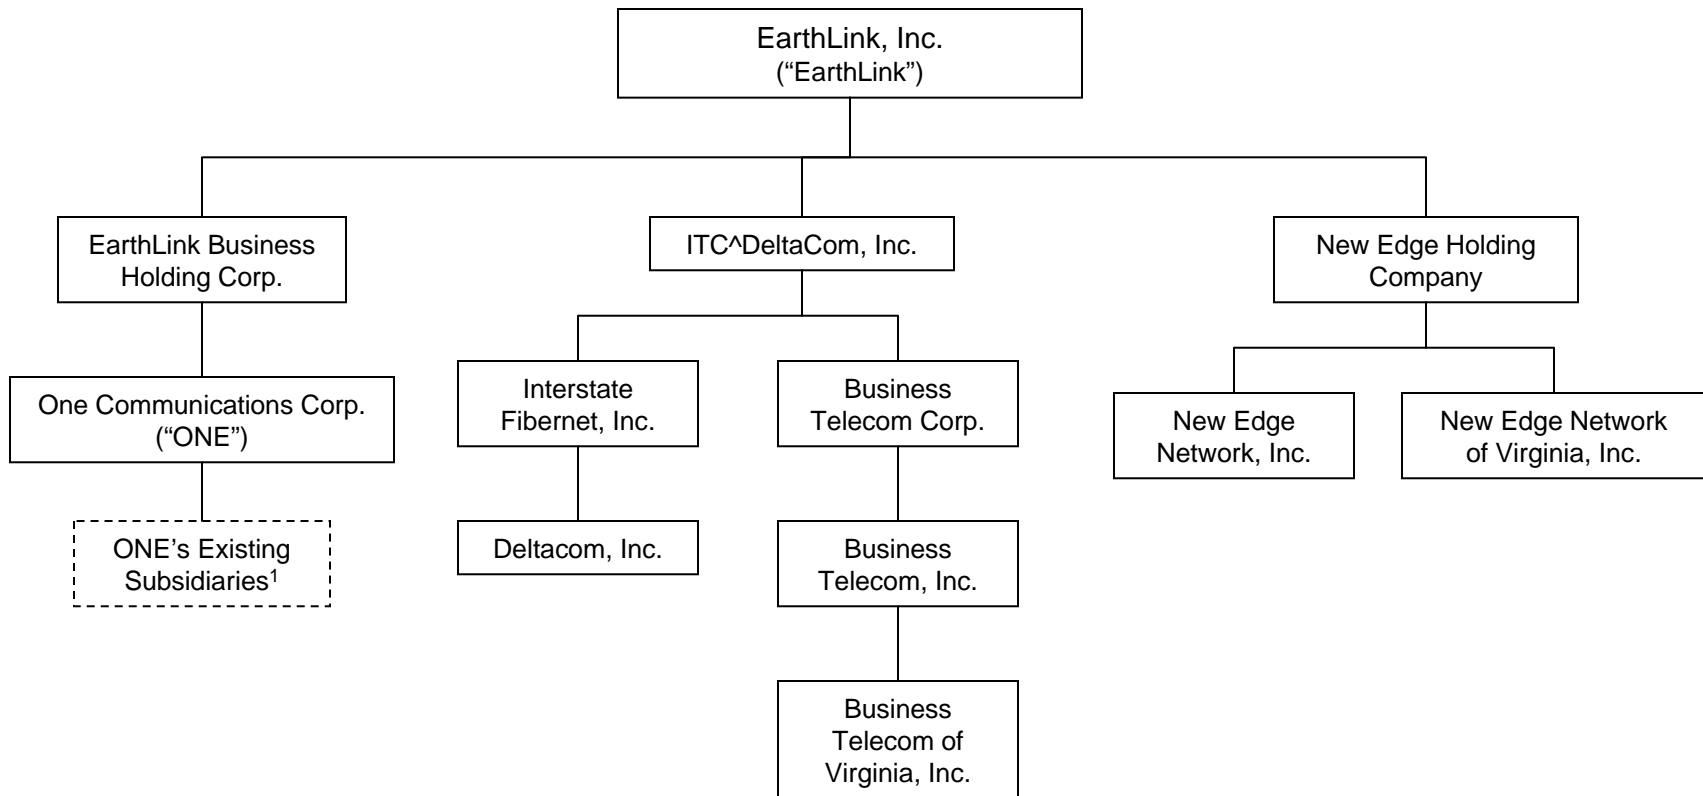 EarthLink, Inc.
(“EarthLink”)
EarthLink Business
Holding Corp.
ITC^DeltaCom, Inc.
New Edge Holding
Company
One Communications Corp.
(“ONE”)
Interstate
Fibernet, Inc.
Business
Telecom Corp.
New Edge
Network, Inc.
New Edge Network
of Virginia, Inc.
ONE’s Existing
Subsidiaries¹
Deltacom, Inc.
Business
Telecom, Inc.
Business
Telecom of
Virginia, Inc.